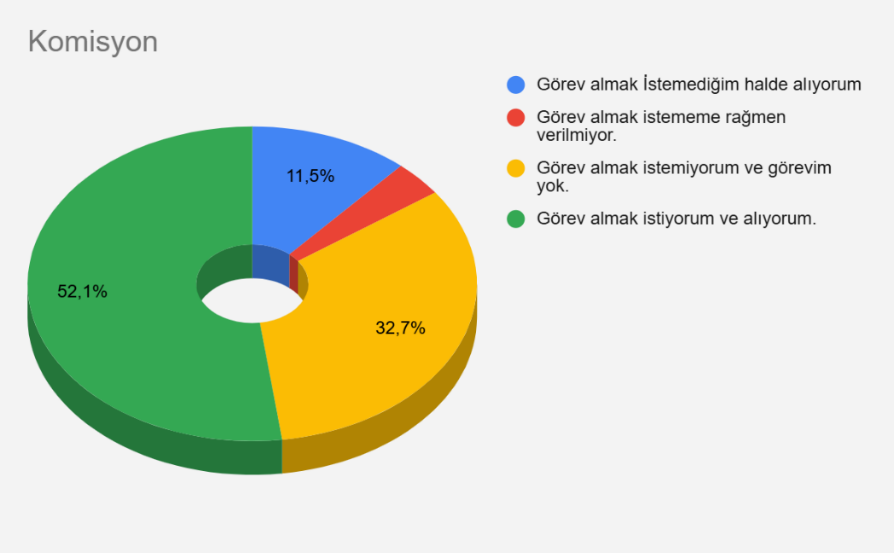 Komisyon
Görev almak İstemediğim halde alıyorum
Görev almak istememe rağmen
verilmiyor.
Görev almak istemiyorum ve görevim
yok.
Görev almak istiyorum ve alıyorum.
11,5%
52,1%
32,7%